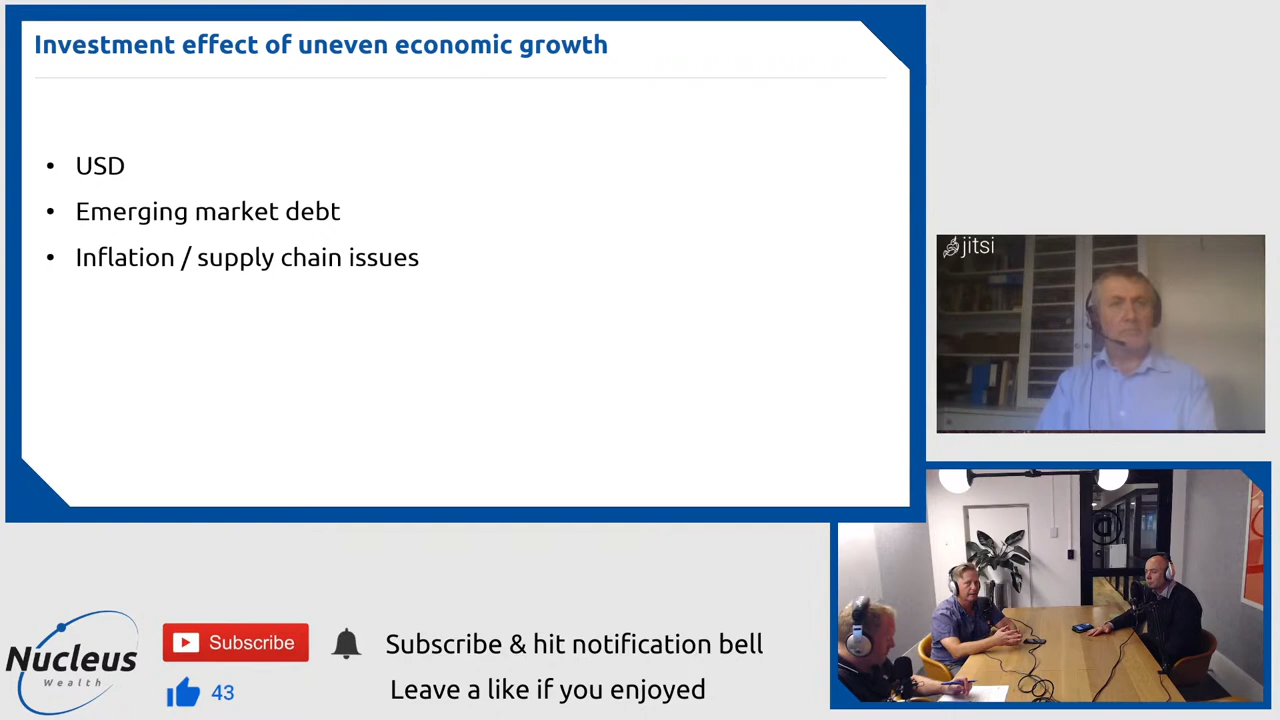 Investment effect of uneven economic growth
• USD
• Emerging market debt
• Inflation / supply chain issues
jitsi
Nucleus
Wealth
Subscribe
43
Subscribe & hit notification bell
Leave a like if you enjoyed